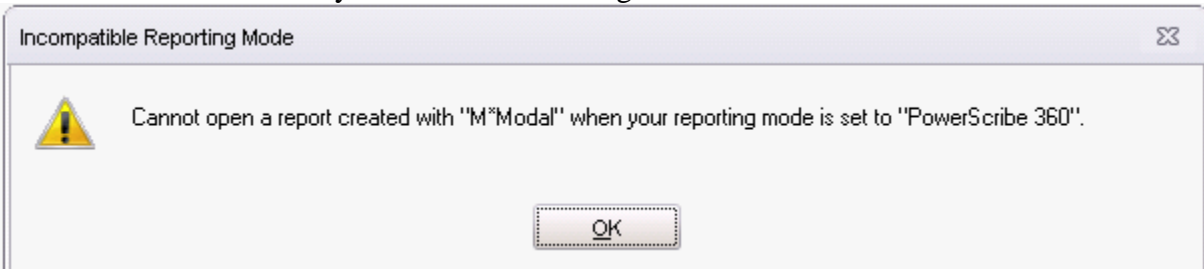 Incompatible Reporting Mode
Cannot open a report created with "M*Modal" when your reporting mode is set to "PowerScribe 360".
OK